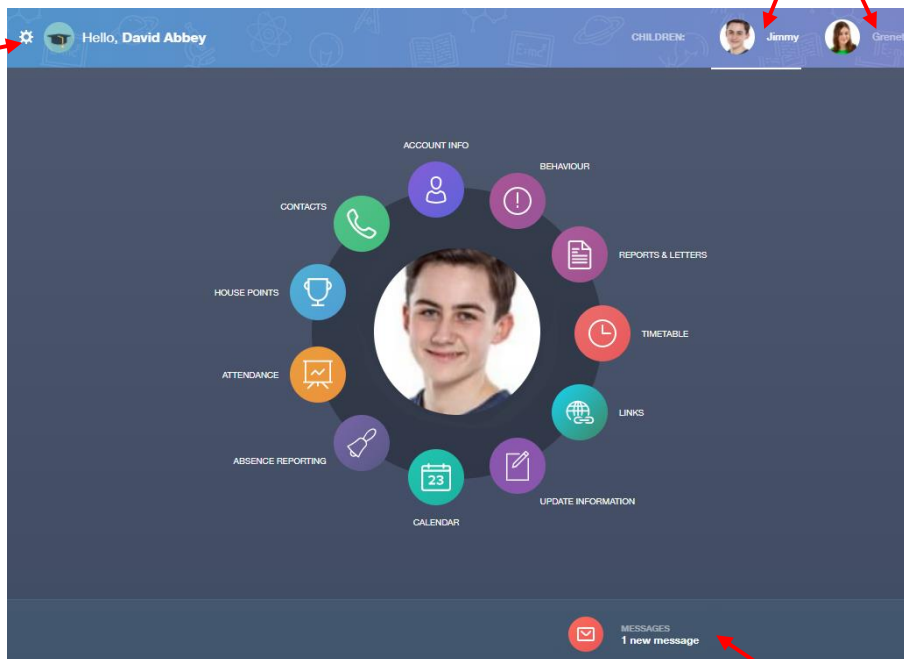 Hello, David Abbey
CHILDREN:
Jimmy
ACCOUNT INFO
BEHAVIOUR
CONTACTS
REPORTS & LETTERS
HOUSE POINTS
TIMETABLE
ATTENDANCE
LINKS
ABSENCE REPORTING
23
UPDATE INFORMATION
CALENDAR
MESSAGES
1 new message